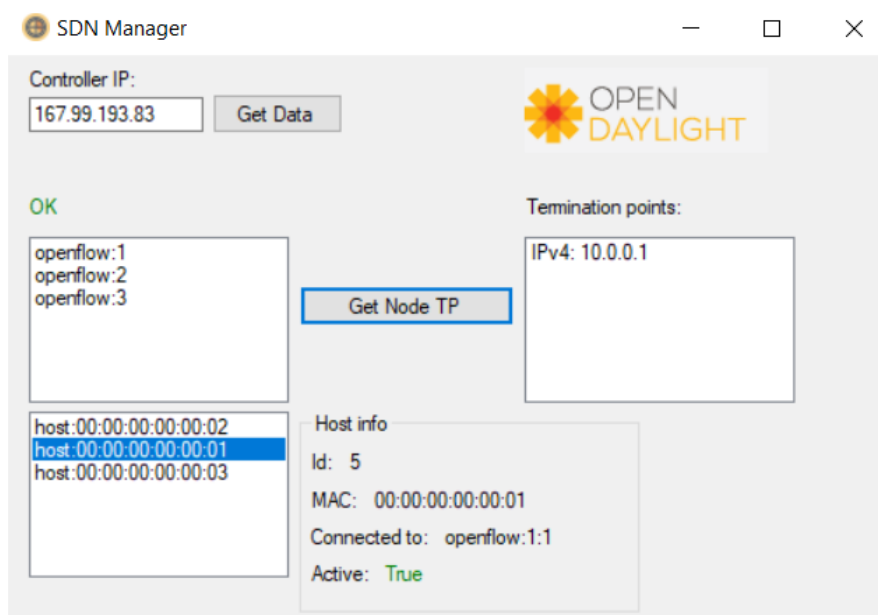 SDN Manager
Controller IP:
167.99.193.83
Get Data
OPEN
DAYLIGHT
OK
Termination points:
openflow:1
openflow:2
openflow:3
Get Node TP
IPv4: 10.0.0.1
host:00:00:00:00:00:02
host:00:00:00:00:00:01
host:00:00:00:00:00:03
Host info
Id: 5
MAC: 00:00:00:00:00:01
Connected to: openflow:1:1
Active: True